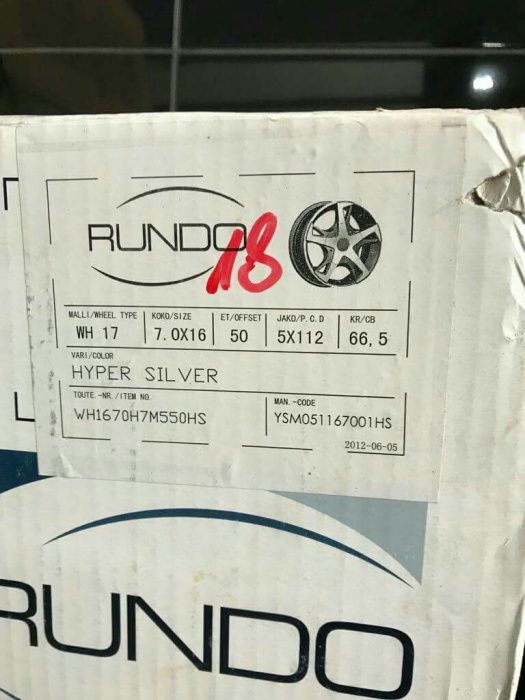 RUNDO
18
MALLI/WHEEL TYPE KOKO/SIZE ET/OFFSET JAKO/P.C.D KR/CB
WH 17 7.0X16 50 5X112 66,5
VARI/COLOR
HYPER SILVER
TOUTE.-NR./ITEM NO. MAN.-CODE
WH1670H7M550HS YSM051167001HS
2012-06-05
RUNDO